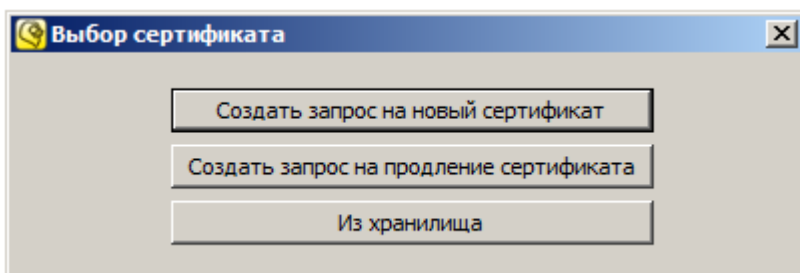 Выбор сертификата
Создать запрос на новый сертификат
Создать запрос на продление сертификата
Из хранилища